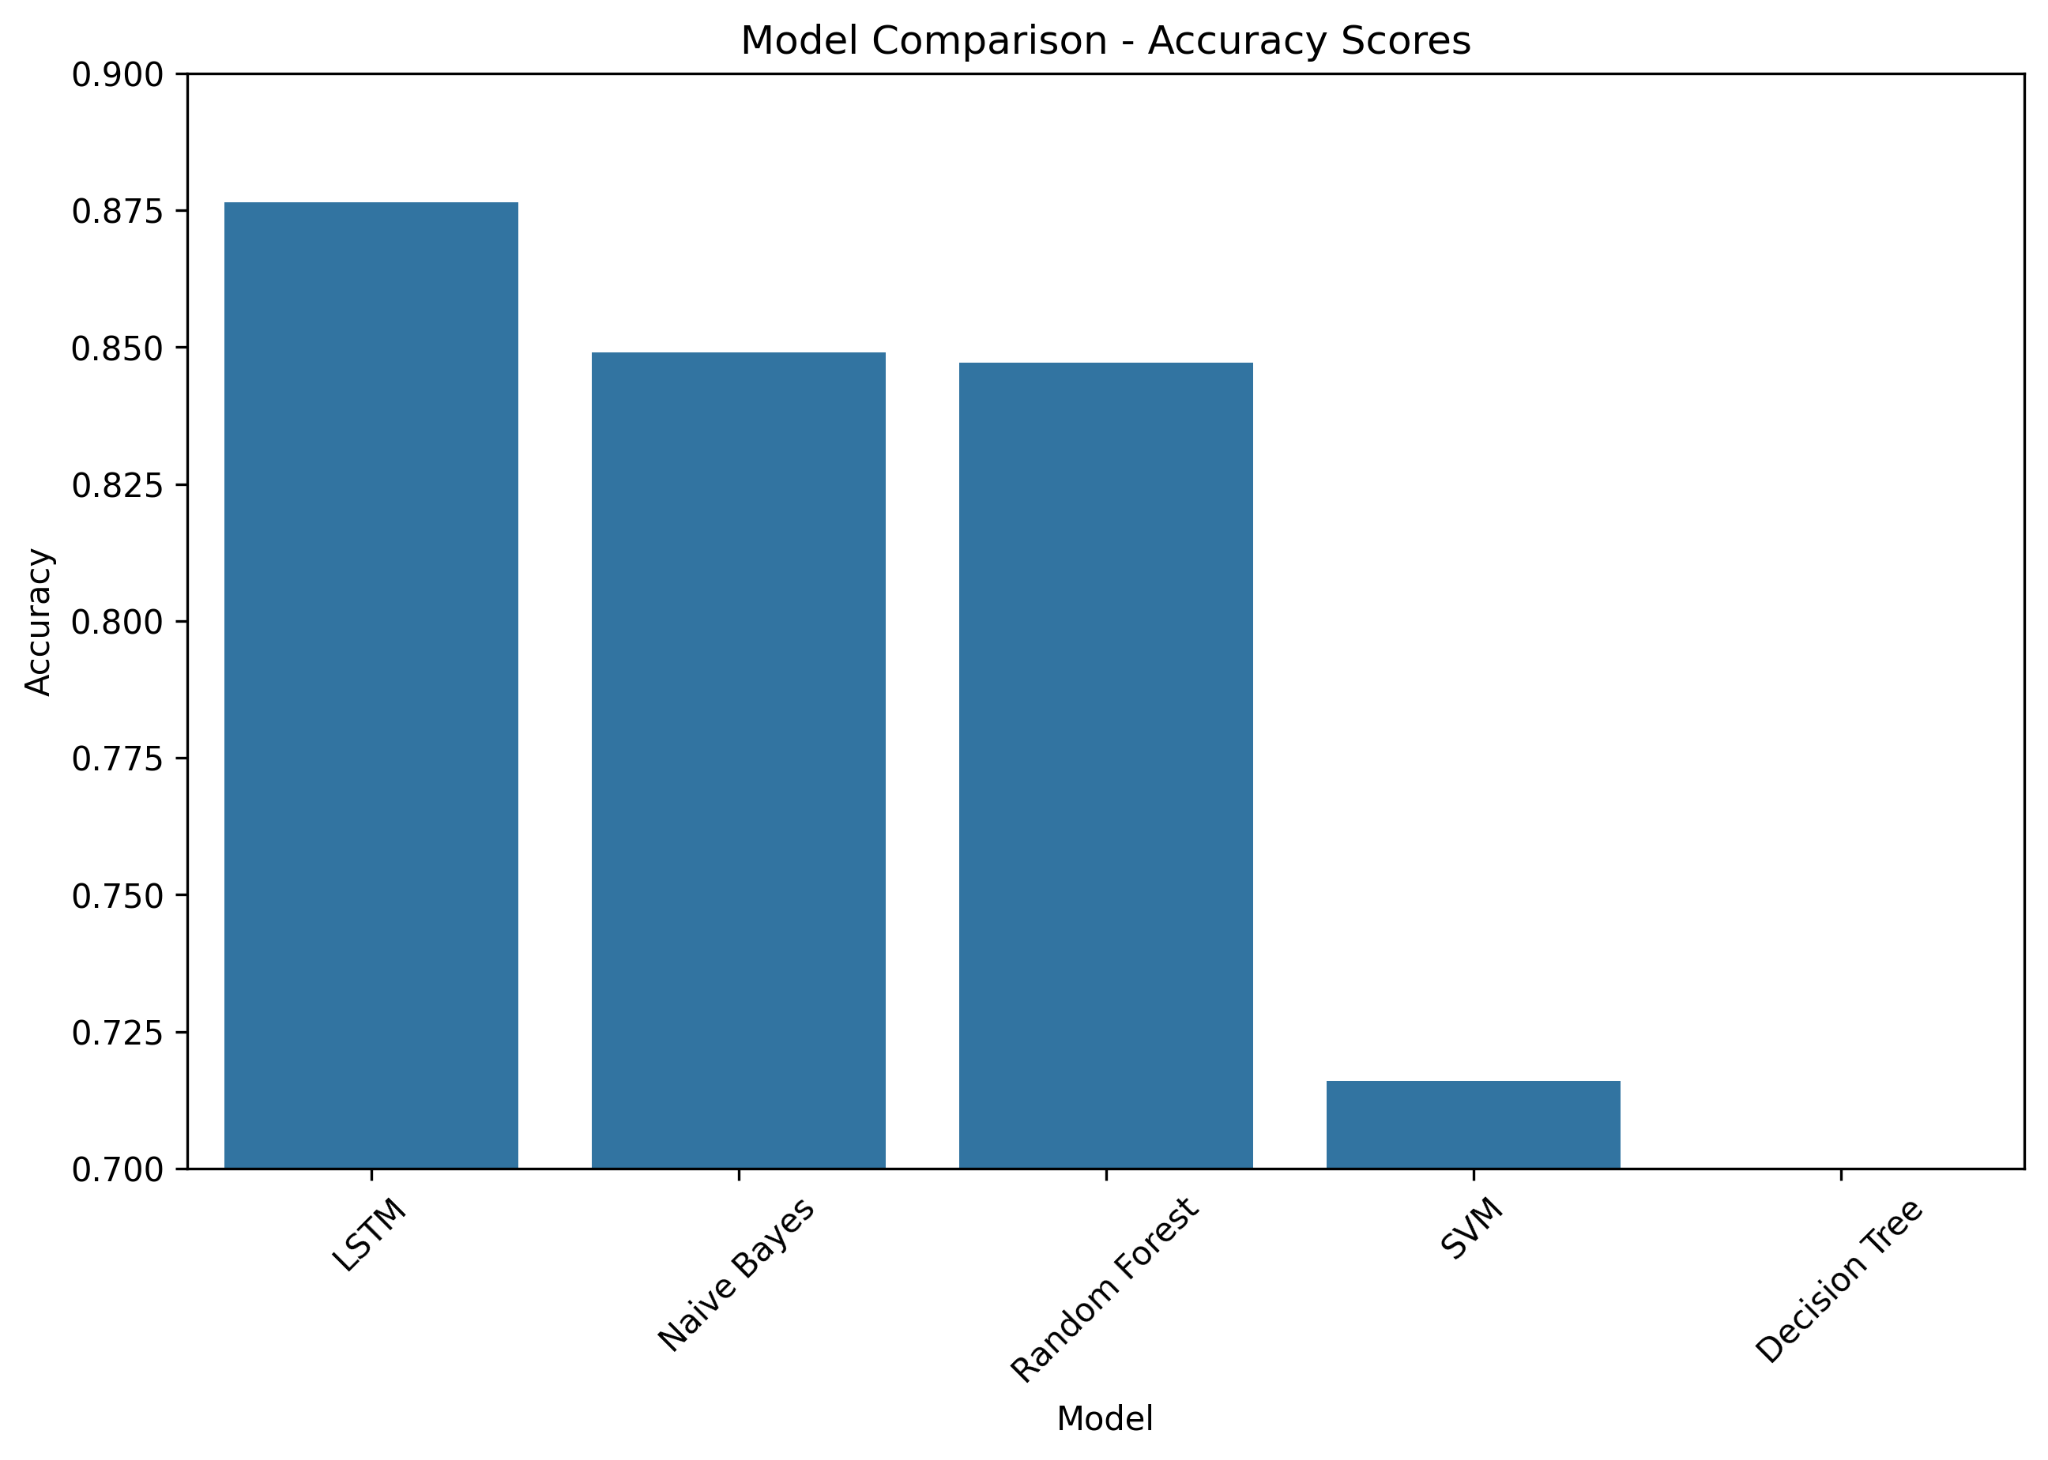 Model Comparison - Accuracy Scores
0.900
0.875
0.850
0.825
0.800
0.775
0.750
0.725
0.700
Accuracy
LSTM
Naive Bayes
Random Forest
SVM
Decision Tree
Model